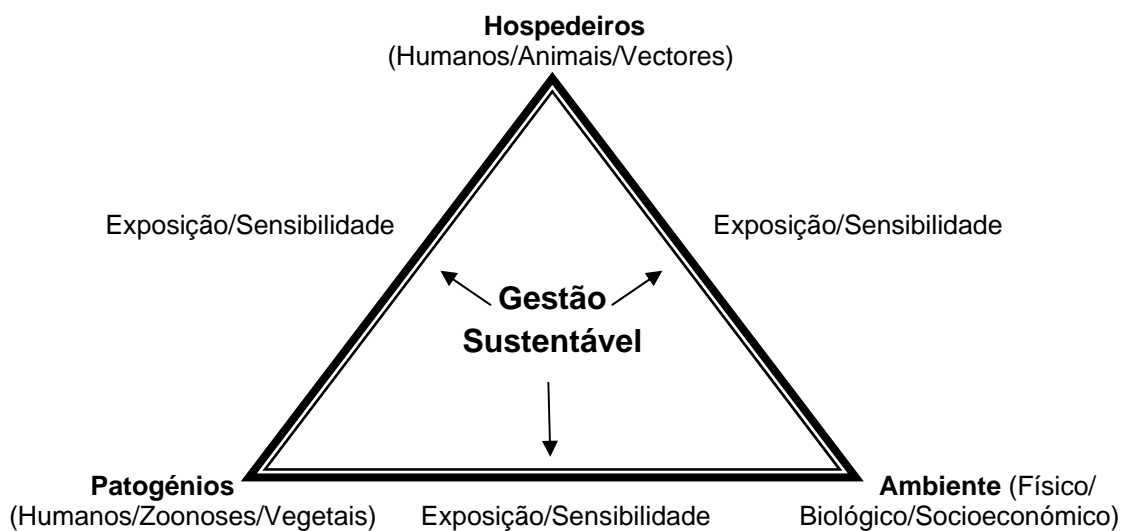 Hospedeiros
(Humanos/Animais/Vectores)
Exposição/Sensibilidade
Exposição/Sensibilidade
Gestão
Sustentável
Patogénios
(Humanos/Zoonoses/Vegetais)
Exposição/Sensibilidade
Ambiente (Físico/
Biológico/Socioeconómico)